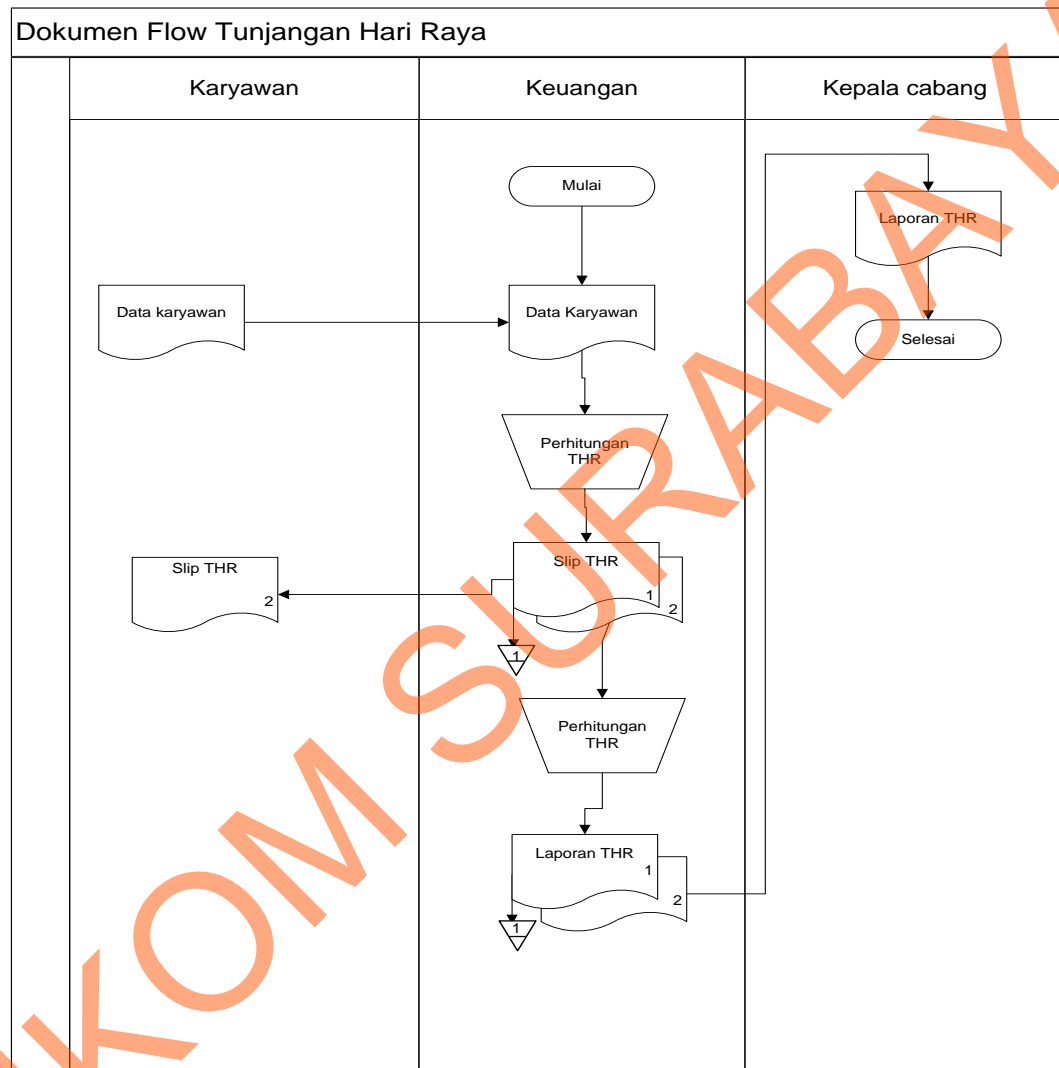 Dokumen Flow Tunjangan Hari Raya
Karyawan
Keuangan
Kepala cabang
Mulai
Laporan THR
Data karyawan
Data Karyawan
Selesai
Perhitungan
THR
Slip THR
2
Slip THR
1
2
1
Perhitungan
THR
Laporan THR
1
2
1
KOM SURABAYA